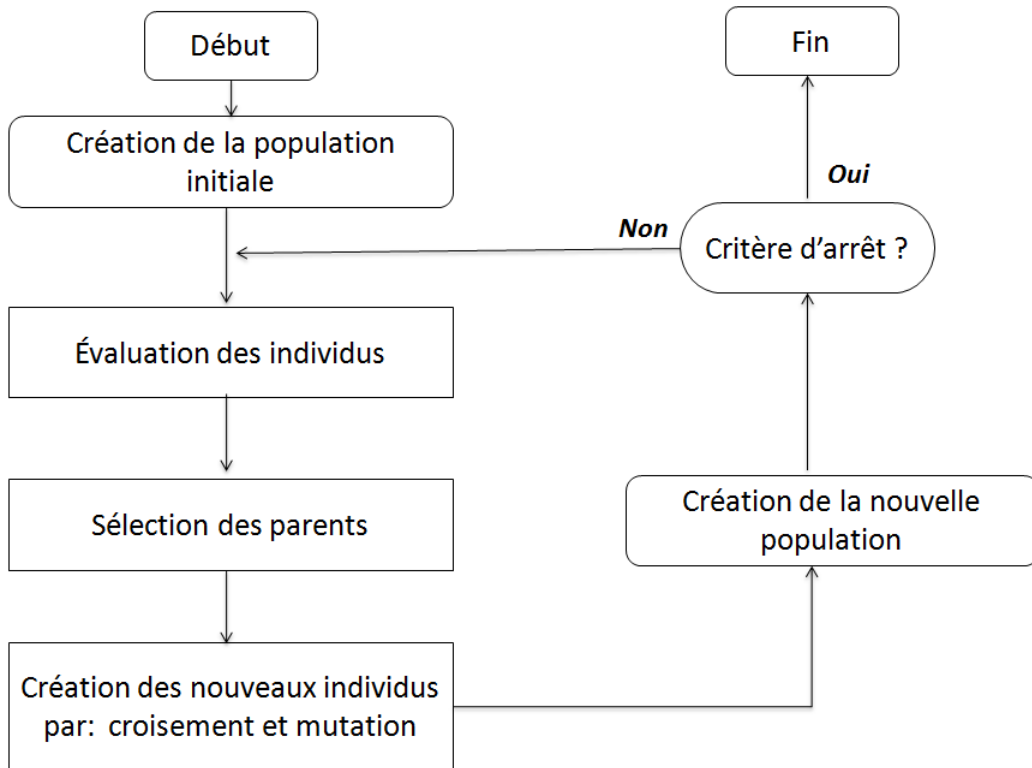 Début
Création de la population
initiale
Évaluation des individus
Sélection des parents
Création des nouveaux individus
par: croisement et mutation
Création de la nouvelle
population
Critère d'arrêt ?
Non
Oui
Fin